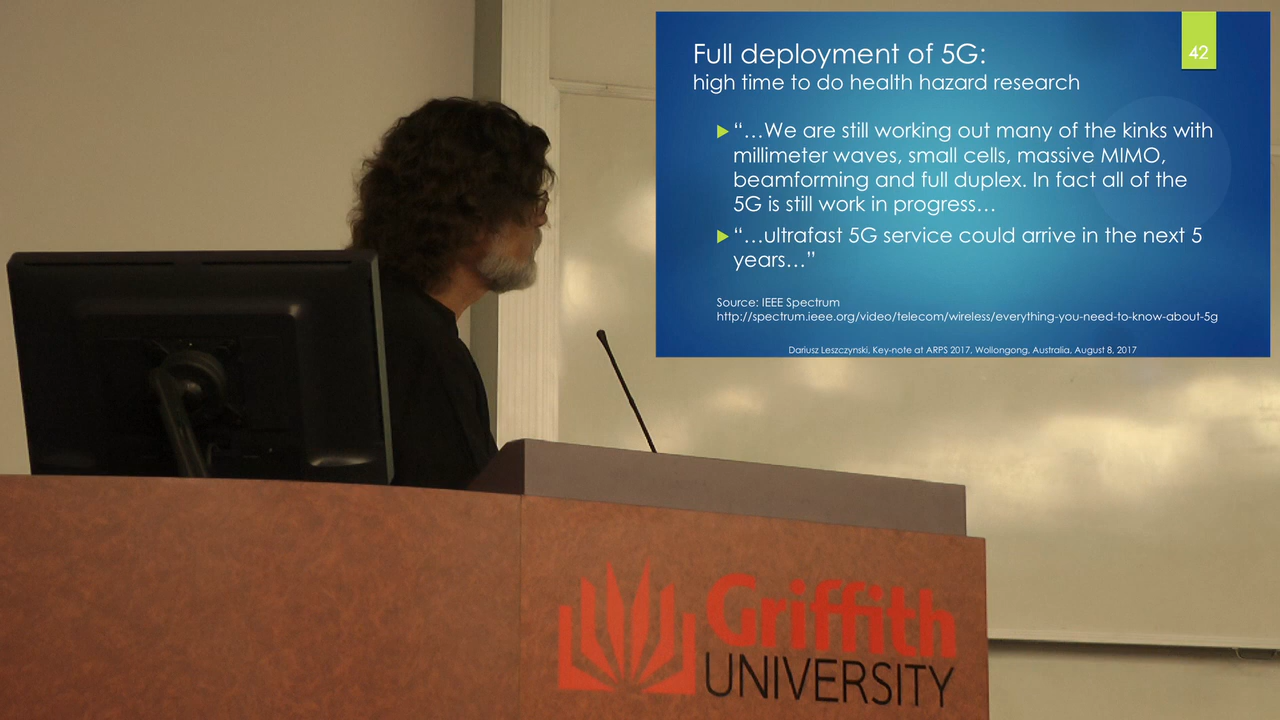 Full deployment of 5G:
high time to do health hazard research
42
“…We are still working out many of the kinks with
millimeter waves, small cells, massive MIMO,
beamforming and full duplex. In fact all of the
5G is still work in progress…
“…ultrafast 5G service could arrive in the next 5
years…”
Source: IEEE Spectrum
http://spectrum.ieee.org/video/telecom/wireless/everything-you-need-to-know-about-5g
Dariusz Leszczynski, Key-note at ARPS 2017, Wollongong, Australia, August 8, 2017
Griffith
UNIVERSITY